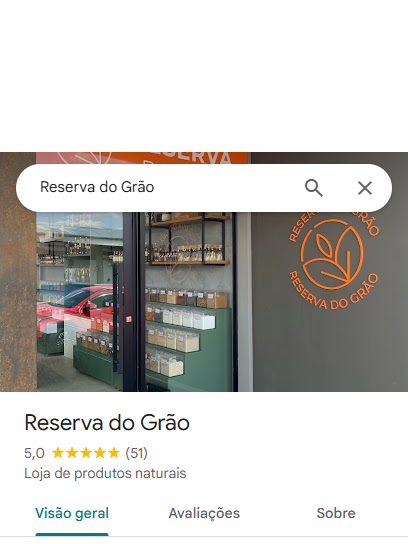 RESERVA
Reserva do Grão
RESERVA DO GRÃO
RESERVA DO GRÃO
Reserva do Grão
5,0 (51)
Loja de produtos naturais
Visão geral Avaliações Sobre